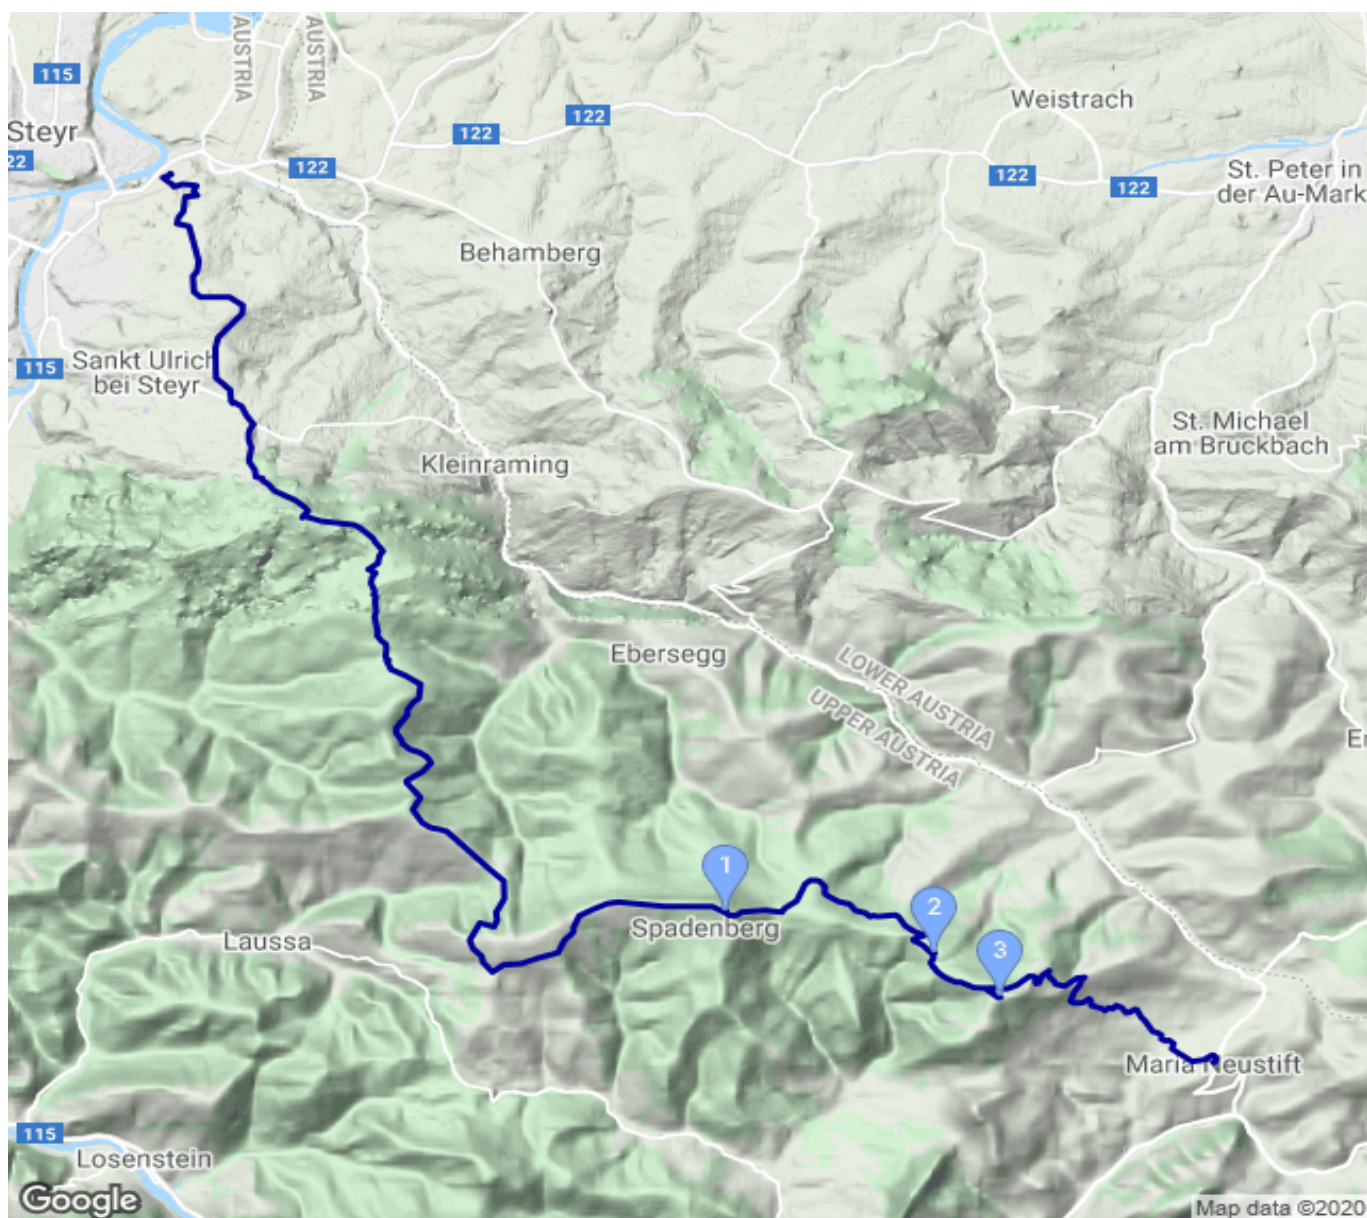 AUSTRIA
AUSTRIA
115
Steyr
22
122
122
122
122
122
Weistrach
St. Peter in
der Au-Mark
Behamberg
115
Sankt Ulrich
bei Steyr
Kleinraming
St. Michael
am Bruckbach
Ebersegg
LOWER AUSTRIA
UPPER AUSTRIA
Er
1
2
3
Spadenberg
Laussa
Maria Neustift
115
Losenstein
Google
Map data ©2020